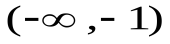 (-∞ ,- 1)